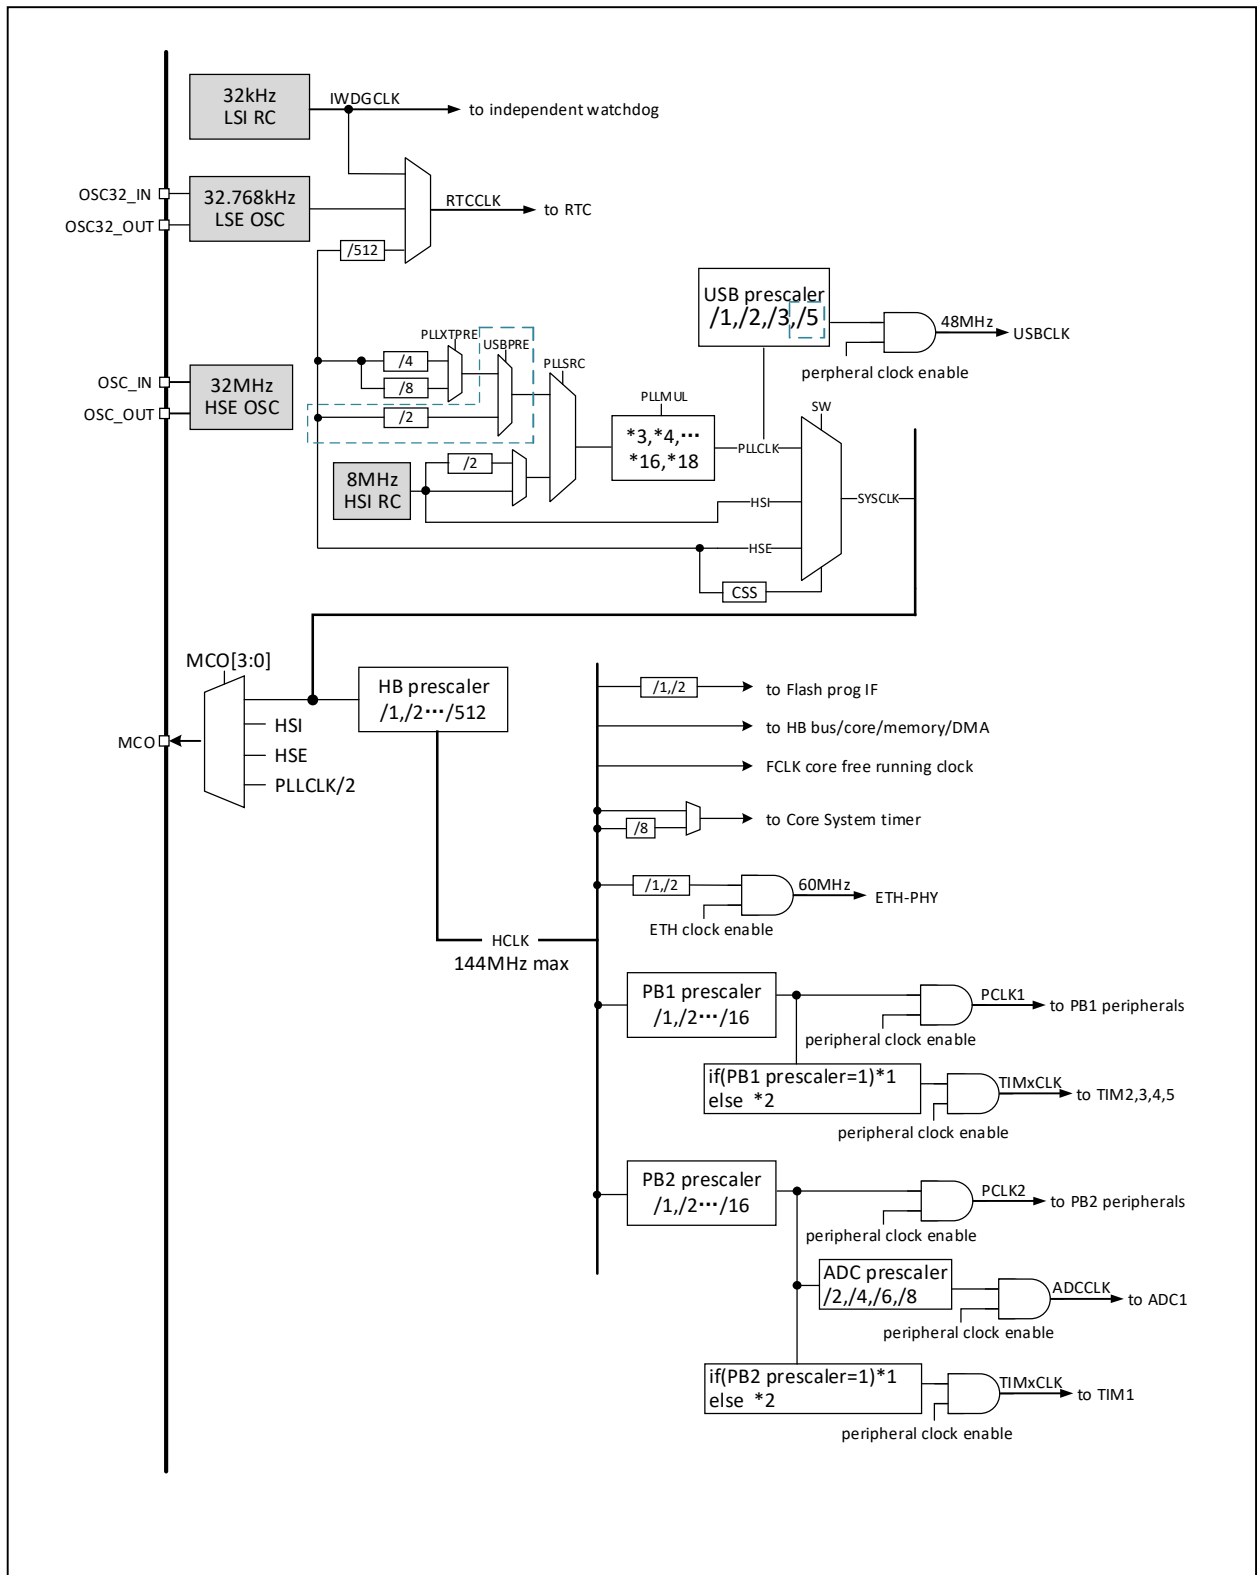 32kHz
LSI RC
IWDGCLK
to independent watchdog
OSC32_IN
OSC32_OUT
32.768kHz
LSE OSC
RTCCLK
to RTC
/512
USB prescaler
/1,/2,/3,/5
48MHz
USBCLK
perpheral clock enable
PLLXTPRE
USBPRE
PLLSRC
/4
/8
/2
OSC_IN
OSC_OUT
32MHz
HSE OSC
PLLMUL
*3,*4,···
*16,*18
PLLCLK
SW
/2
8MHz
HSI RC
HSI
SYSCLK
HSE
CSS
MCO[3:0]
HB prescaler
/1,/2···/512
HSI
MCO
HSE
PLLCLK/2
/1,/2
to Flash prog IF
to HB bus/core/memory/DMA
FCLK core free running clock
/8
to Core System timer
/1,/2
60MHz
ETH-PHY
ETH clock enable
HCLK
144MHz max
PB1 prescaler
/1,/2···/16
PCLK1
to PB1 peripherals
peripheral clock enable
if(PB1 prescaler=1)*1
else *2
TIMxCLK
to TIM2,3,4,5
peripheral clock enable
PB2 prescaler
/1,/2···/16
PCLK2
to PB2 peripherals
peripheral clock enable
ADC prescaler
/2,/4,/6,/8
ADCCLK
to ADC1
peripheral clock enable
if(PB2 prescaler=1)*1
else *2
TIMxCLK
to TIM1
peripheral clock enable